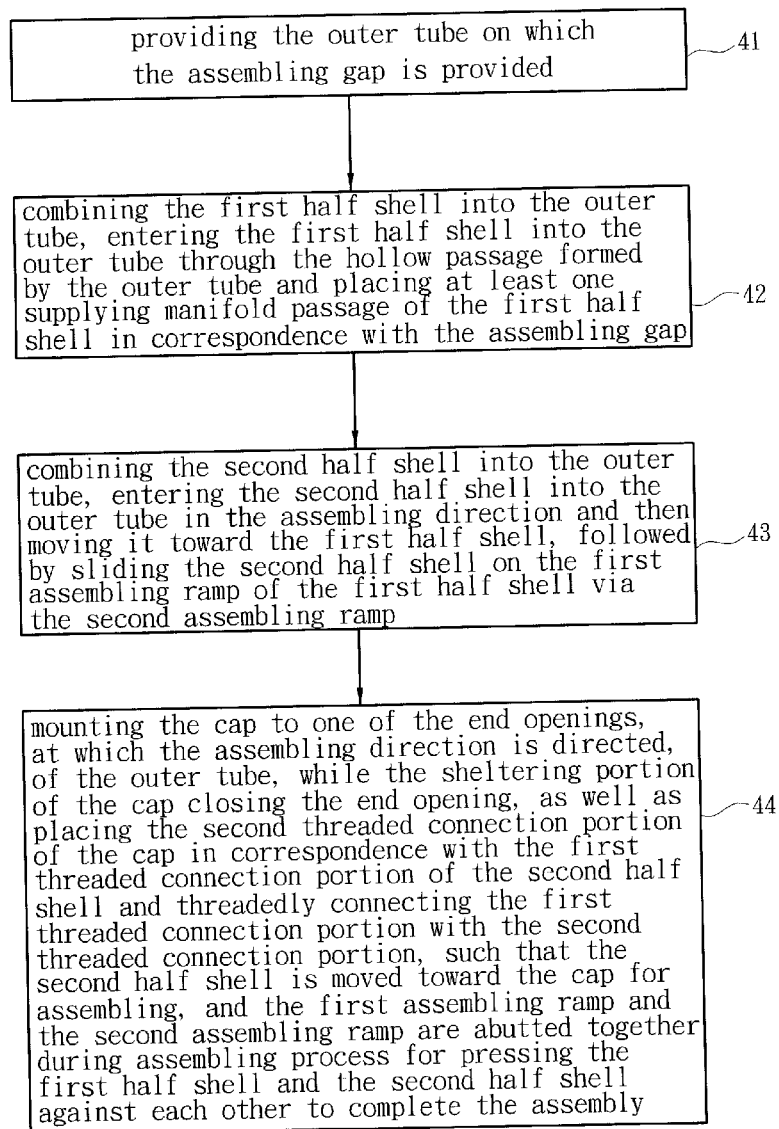 providing the outer tube on which
the assembling gap is provided
41
combining the first half shell into the outer
tube, entering the first half shell into the
outer tube through the hollow passage formed
by the outer tube and placing at least one
supplying manifold passage of the first half
shell in correspondence with the assembling gap
42
combining the second half shell into the outer
tube, entering the second half shell into the
outer tube in the assembling direction and then
moving it toward the first half shell, followed
by sliding the second half shell on the first
assembling ramp of the first half shell via
the second assembling ramp
43
mounting the cap to one of the end openings,
at which the assembling direction is directed,
of the outer tube, while the sheltering portion
of the cap closing the end opening, as well as
placing the second threaded connection portion
of the cap in correspondence with the first
threaded connection portion of the second half
shell and threadedly connecting the first
threaded connection portion with the second
threaded connection portion, such that the
second half shell is moved toward the cap for
assembling, and the first assembling ramp and
the second assembling ramp are abutted together
during assembling process for pressing the
first half shell and the second half shell
against each other to complete the assembly
44